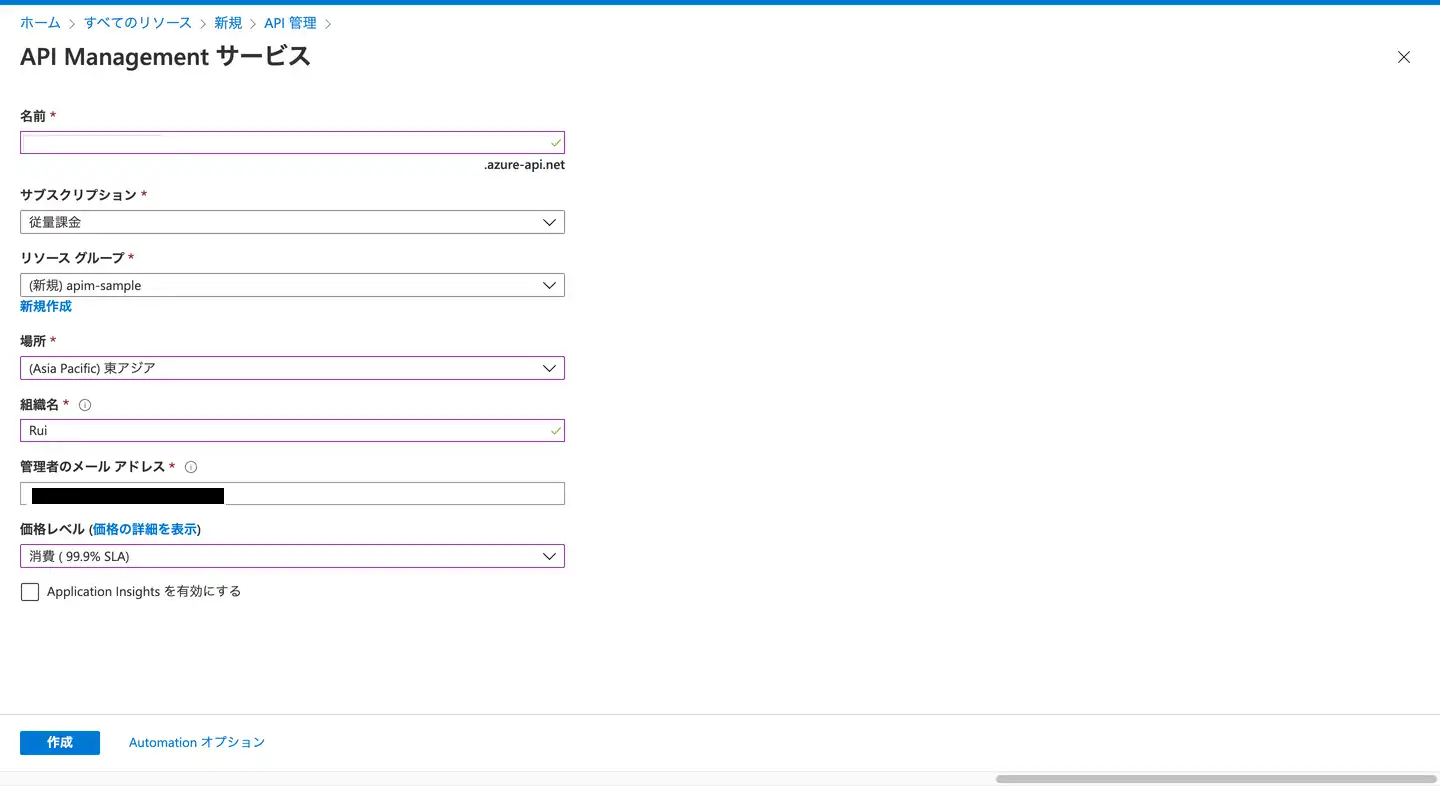 ホーム > すべてのリソース > 新規 > API 管理 >
API Management サービス
名前 *
.azure-api.net
サブスクリプション *
従量課金
リソース グループ *
(新規) apim-sample
新規作成
場所 *
(Asia Pacific) 東アジア
組織名 *
Rui
管理者のメール アドレス *
価格レベル (価格の詳細を表示)
消費 ( 99.9% SLA)
Application Insights を有効にする
作成 Automation オプション